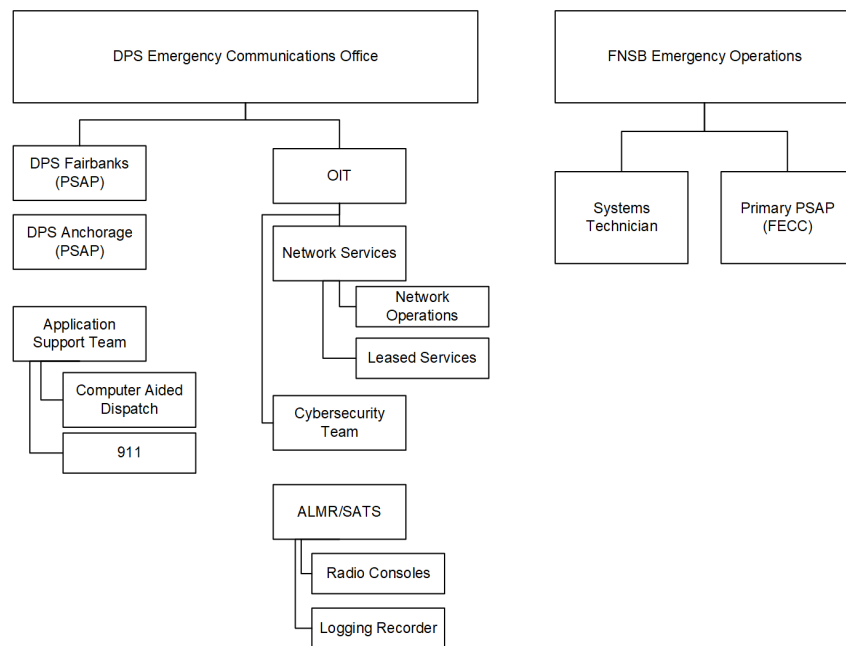 DPS Emergency Communications Office
FNSB Emergency Operations
DPS Fairbanks
(PSAP)
OIT
DPS Anchorage
(PSAP)
Systems
Technician
Primary PSAP
(FECC)
Network Services
Network
Operations
Leased Services
Application
Support Team
Computer Aided
Dispatch
911
Cybersecurity
Team
ALMR/SATS
Radio Consoles
Logging Recorder